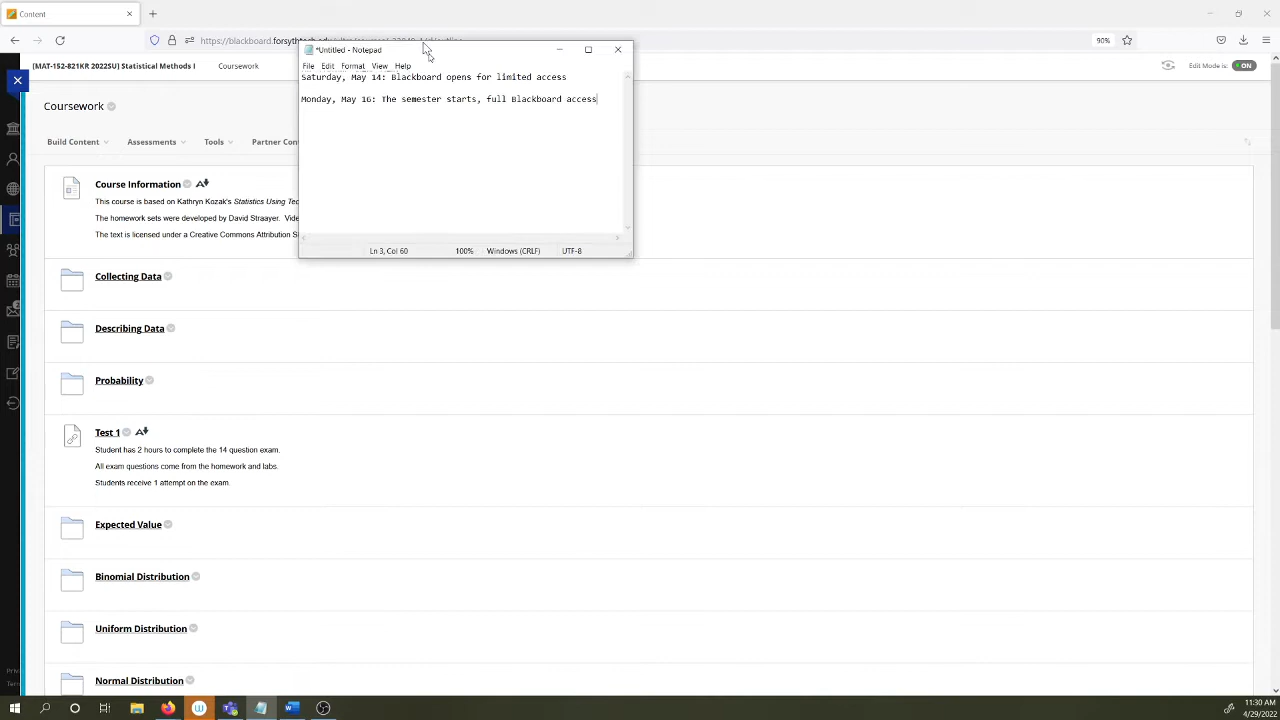 Content
https://blackboard.forsythtech.edu/ultra/courses/
90%
*Untitled - Notepad
File Edit Format View Help
Saturday, May 14: Blackboard opens for limited access
Monday, May 16: The semester starts, full Blackboard access
Ln 3, Col 60 100% Windows (CRLF) UTF-8
[MAT-152-821KR 2022SU] Statistical Methods I Coursework
Edit Mode is: ON
Coursework
Build Content Assessments Tools Partner Con
Course Information
This course is based on Kathryn Kozak's Statistics Using Tec
The homework sets were developed by David Straayer. Vide
The text is licensed under a Creative Commons Attribution S
Collecting Data
Describing Data
Probability
Test 1
Student has 2 hours to complete the 14 question exam.
All exam questions come from the homework and labs.
Students receive 1 attempt on the exam.
Expected Value
Binomial Distribution
Uniform Distribution
Normal Distribution
11:30 AM
4/29/2022